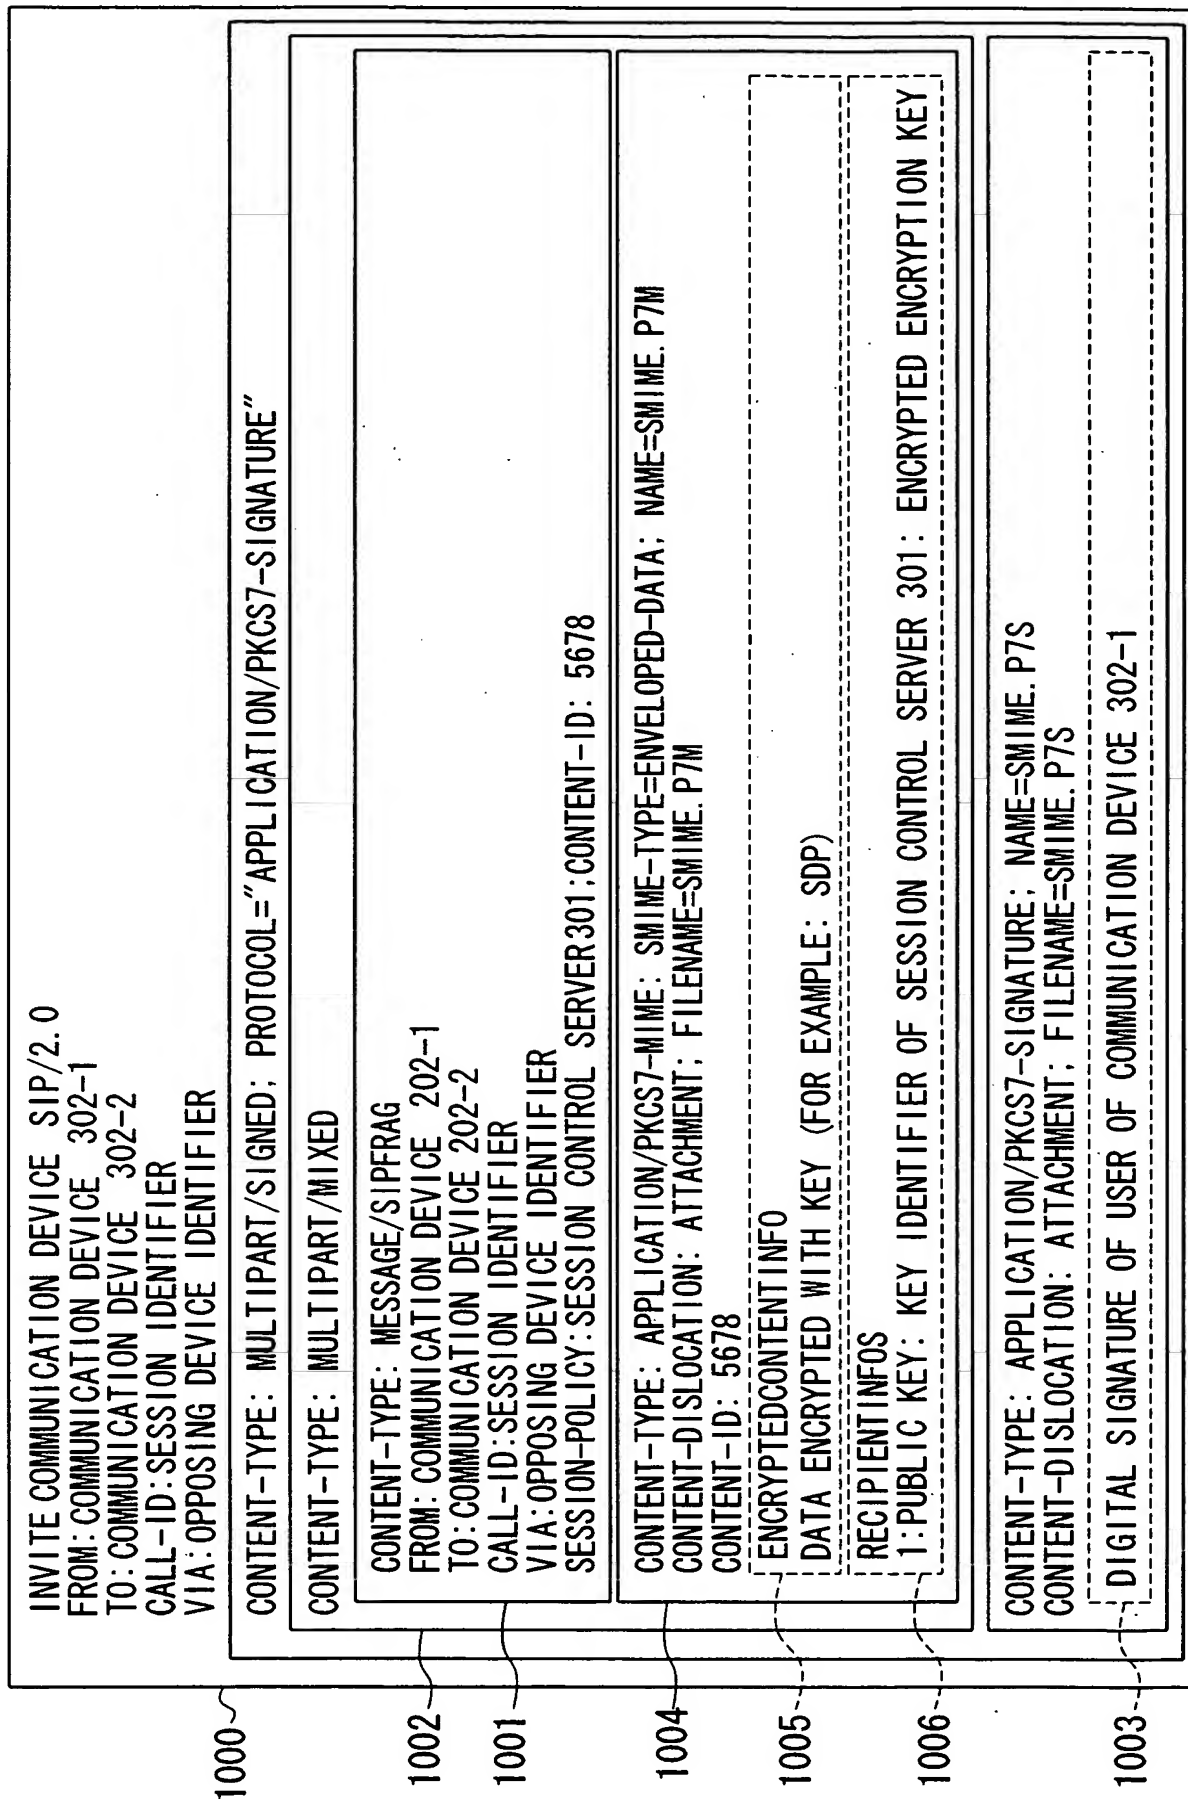 INVITE COMMUNICATION DEVICE SIP/2.0
FROM:COMMUNICATION DEVICE 302-1
TO:COMMUNICATION DEVICE 302-2
CALL-ID:SESSION IDENTIFIER
VIA:OPPOSING DEVICE IDENTIFIER
1000
CONTENT-TYPE: MULTIPART/SIGNED; PROTOCOL="APPLICATION/PKCS7-SIGNATURE"
CONTENT-TYPE: MULTIPART/MIXED
1002
CONTENT-TYPE: MESSAGE/SIPFRAG
FROM: COMMUNICATION DEVICE 202-1
TO:COMMUNICATION DEVICE 202-2
CALL-ID:SESSION IDENTIFIER
VIA:OPPOSING DEVICE IDENTIFIER
SESSION-POLICY:SESSION CONTROL SERVER301;CONTENT-ID: 5678
1001
CONTENT-TYPE: APPLICATION/PKCS7-MIME: SMIME-TYPE=ENVELOPED-DATA; NAME=SMIME.P7M
CONTENT-DISLOCATION: ATTACHMENT; FILENAME=SMIME.P7M
CONTENT-ID: 5678
1004
ENCRYPTEDCONTENTINFO
DATA ENCRYPTED WITH KEY (FOR EXAMPLE: SDP)
1005
RECIPIENTINFOS
1:PUBLIC KEY: KEY IDENTIFIER OF SESSION CONTROL SERVER 301: ENCRYPTED ENCRYPTION KEY
1006
CONTENT-TYPE: APPLICATION/PKCS7-SIGNATURE; NAME=SMIME.P7S
CONTENT-DISLOCATION: ATTACHMENT; FILENAME=SMIME.P7S
DIGITAL SIGNATURE OF USER OF COMMUNICATION DEVICE 302-1
1003